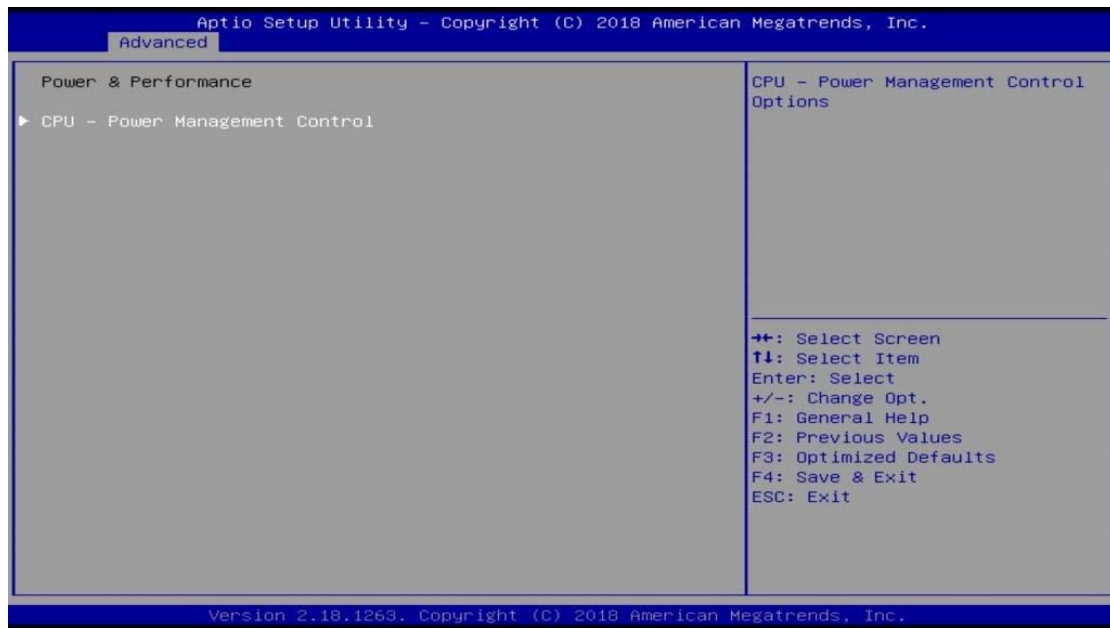 Aptio Setup Utility – Copyright (C) 2018 American Megatrends, Inc.
Advanced
Power & Performance
▶ CPU – Power Management Control
CPU – Power Management Control
Options
→←: Select Screen
↑↓: Select Item
Enter: Select
+/-: Change Opt.
F1: General Help
F2: Previous Values
F3: Optimized Defaults
F4: Save & Exit
ESC: Exit
Version 2.18.1263. Copyright (C) 2018 American Megatrends, Inc.